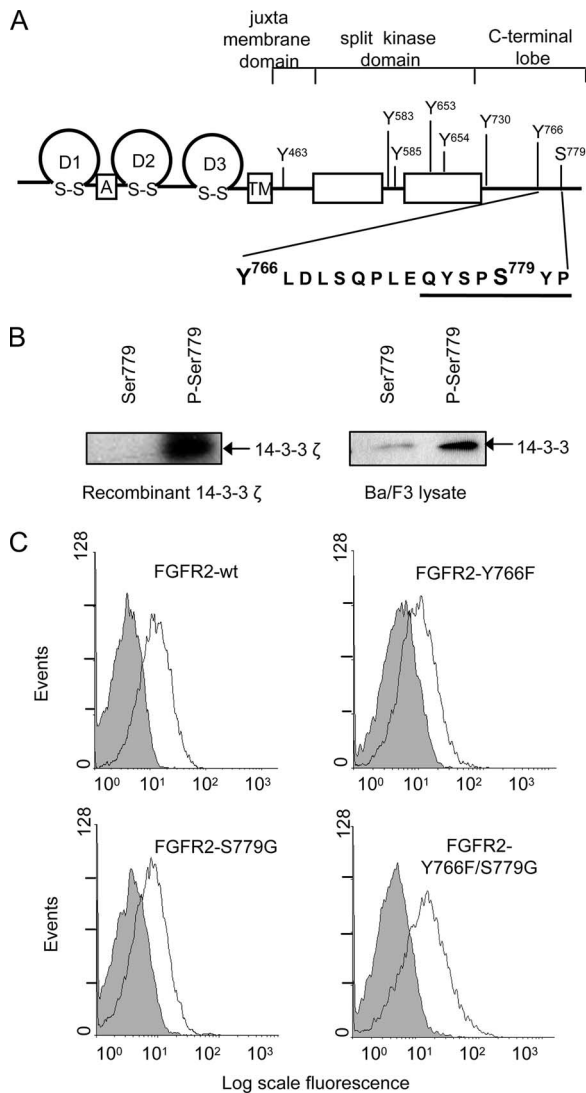 A
juxta membrane domain
split kinase domain
C-terminal lobe
D1
S-S
A
D2
S-S
D3
S-S
TM
Y463
Y583
Y585
Y653
Y654
Y730
Y766
S779
Y766 L D L S Q P L E Q Y S P S779 Y P
B
Ser779
P-Ser779
14-3-3 ζ
Recombinant 14-3-3 ζ
Ser779
P-Ser779
14-3-3
Ba/F3 lysate
C
128
FGFR2-wt
Events
0
10⁰ 10¹ 10² 10³
128
FGFR2-Y766F
0
10⁰ 10¹ 10² 10³
128
FGFR2-S779G
Events
0
10⁰ 10¹ 10² 10³
128
FGFR2-
Y766F/S779G
0
10⁰ 10¹ 10² 10³
Log scale fluorescence